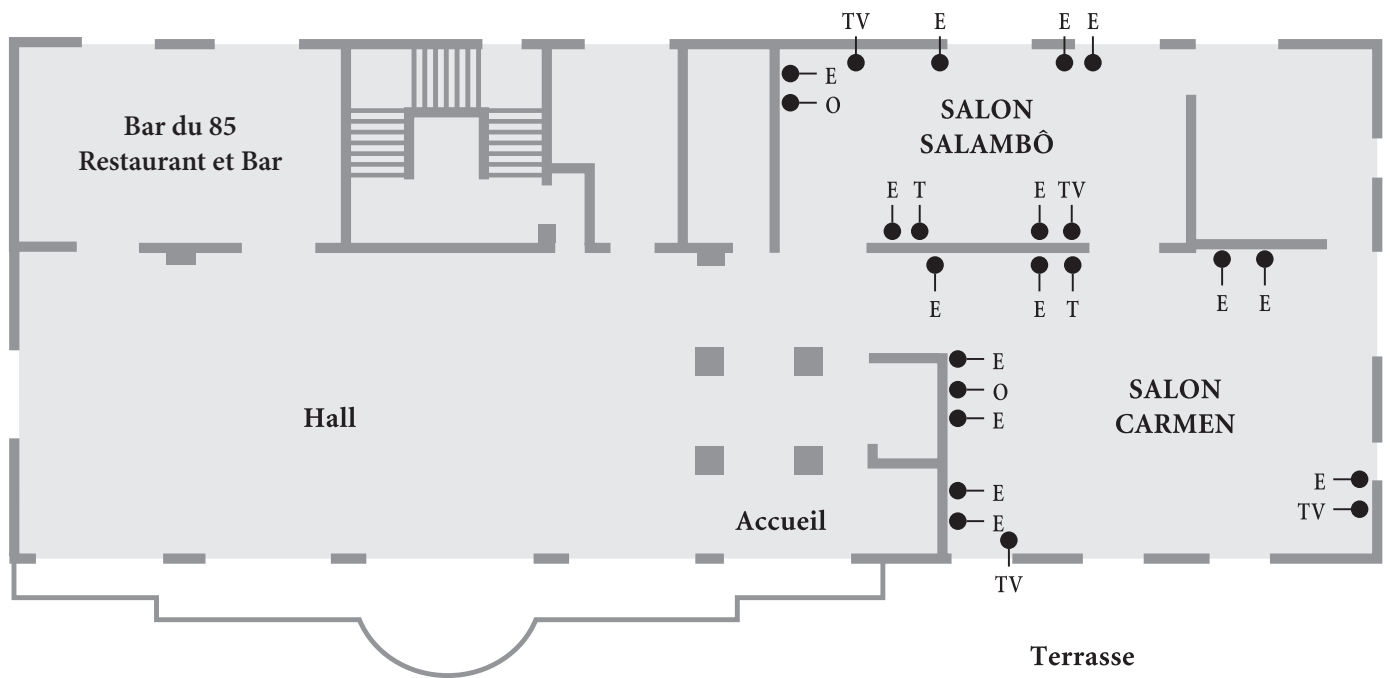 TV E E E
E
O
SALON
SALAMBÔ
Bar du 85
Restaurant et Bar
E T E TV
E E T E E
E
O
E
SALON
CARMEN
Hall
E
E
Accueil
E
TV
TV
Terrasse